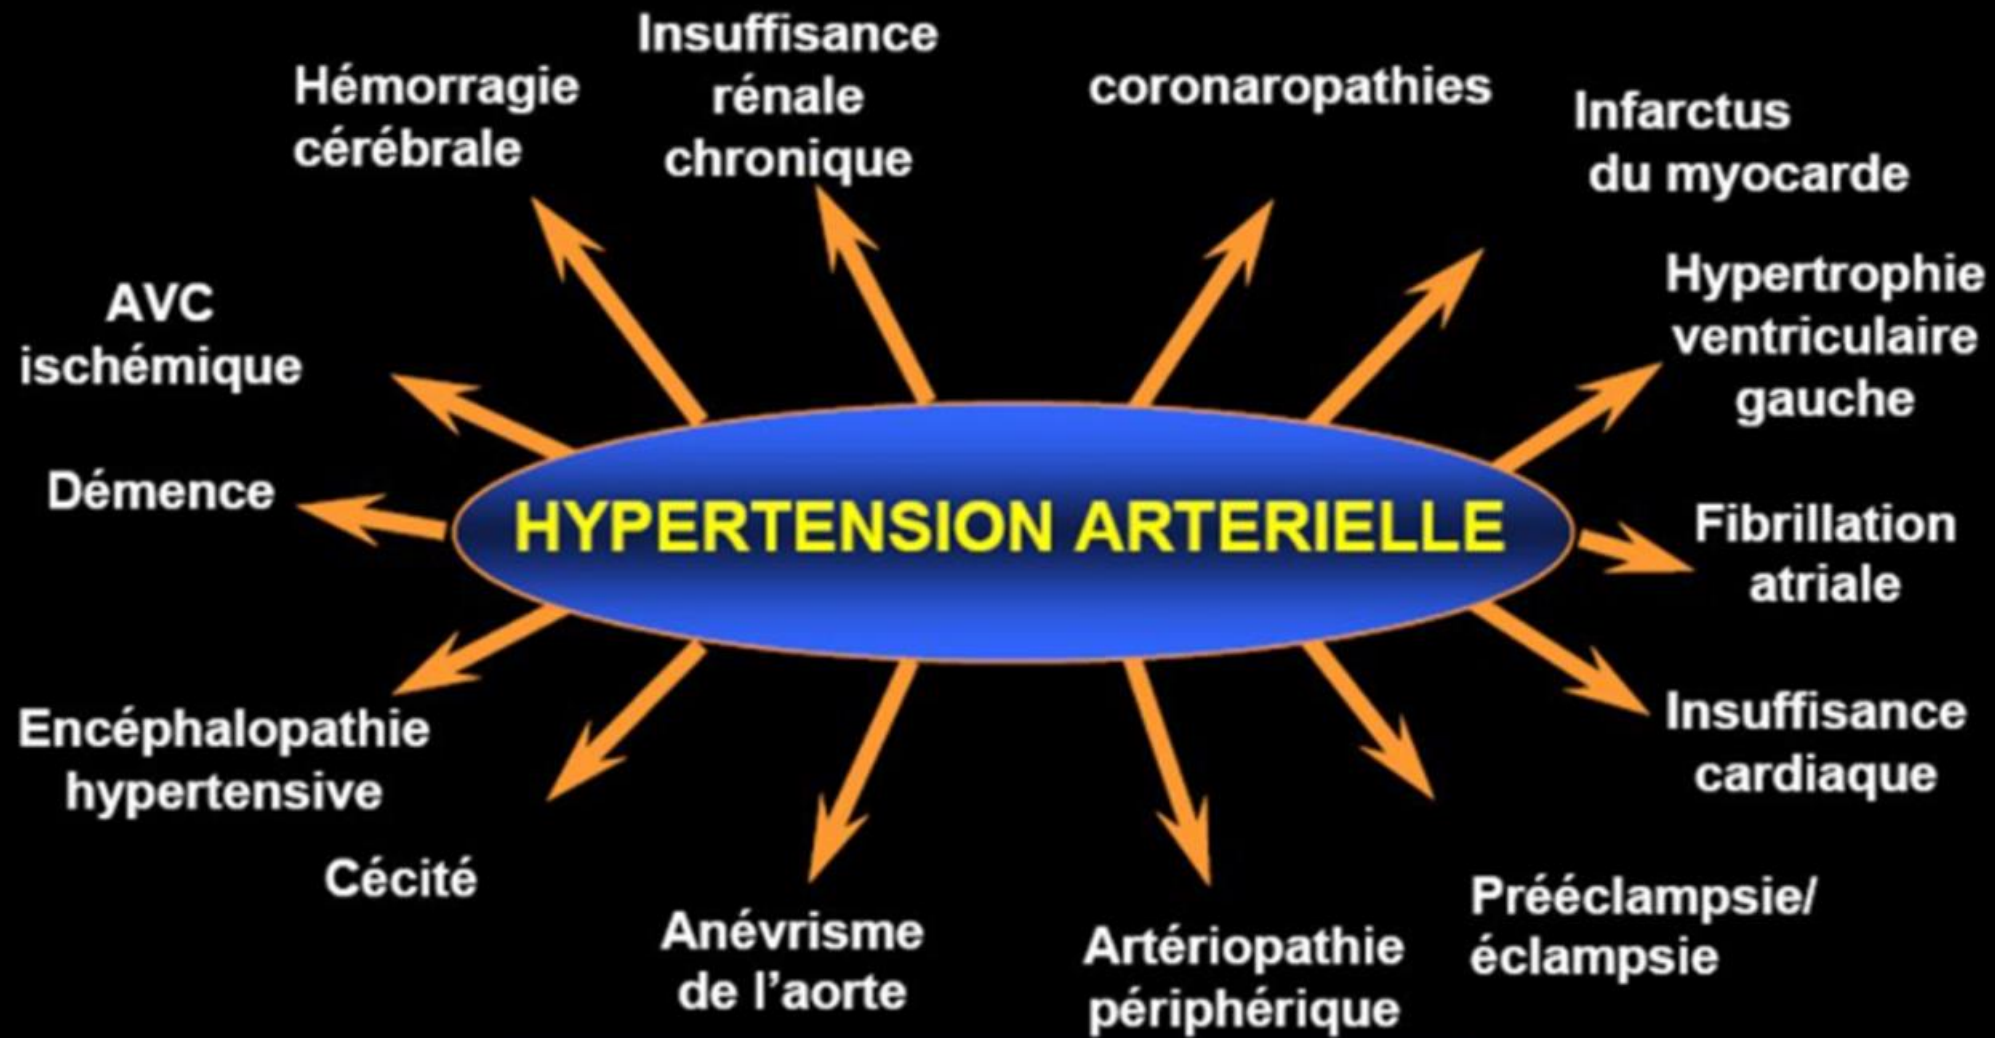 Insuffisance
rénale
chronique
Hémorragie
cérébrale
coronaropathies
Infarctus
du myocarde
AVC
ischémique
Hypertrophie
ventriculaire
gauche
Démence
HYPERTENSION ARTERIELLE
Fibrillation
atriale
Encéphalopathie
hypertensive
Insuffisance
cardiaque
Cécité
Anévrisme
de l'aorte
Artériopathie
périphérique
Prééclampsie/
éclampsie